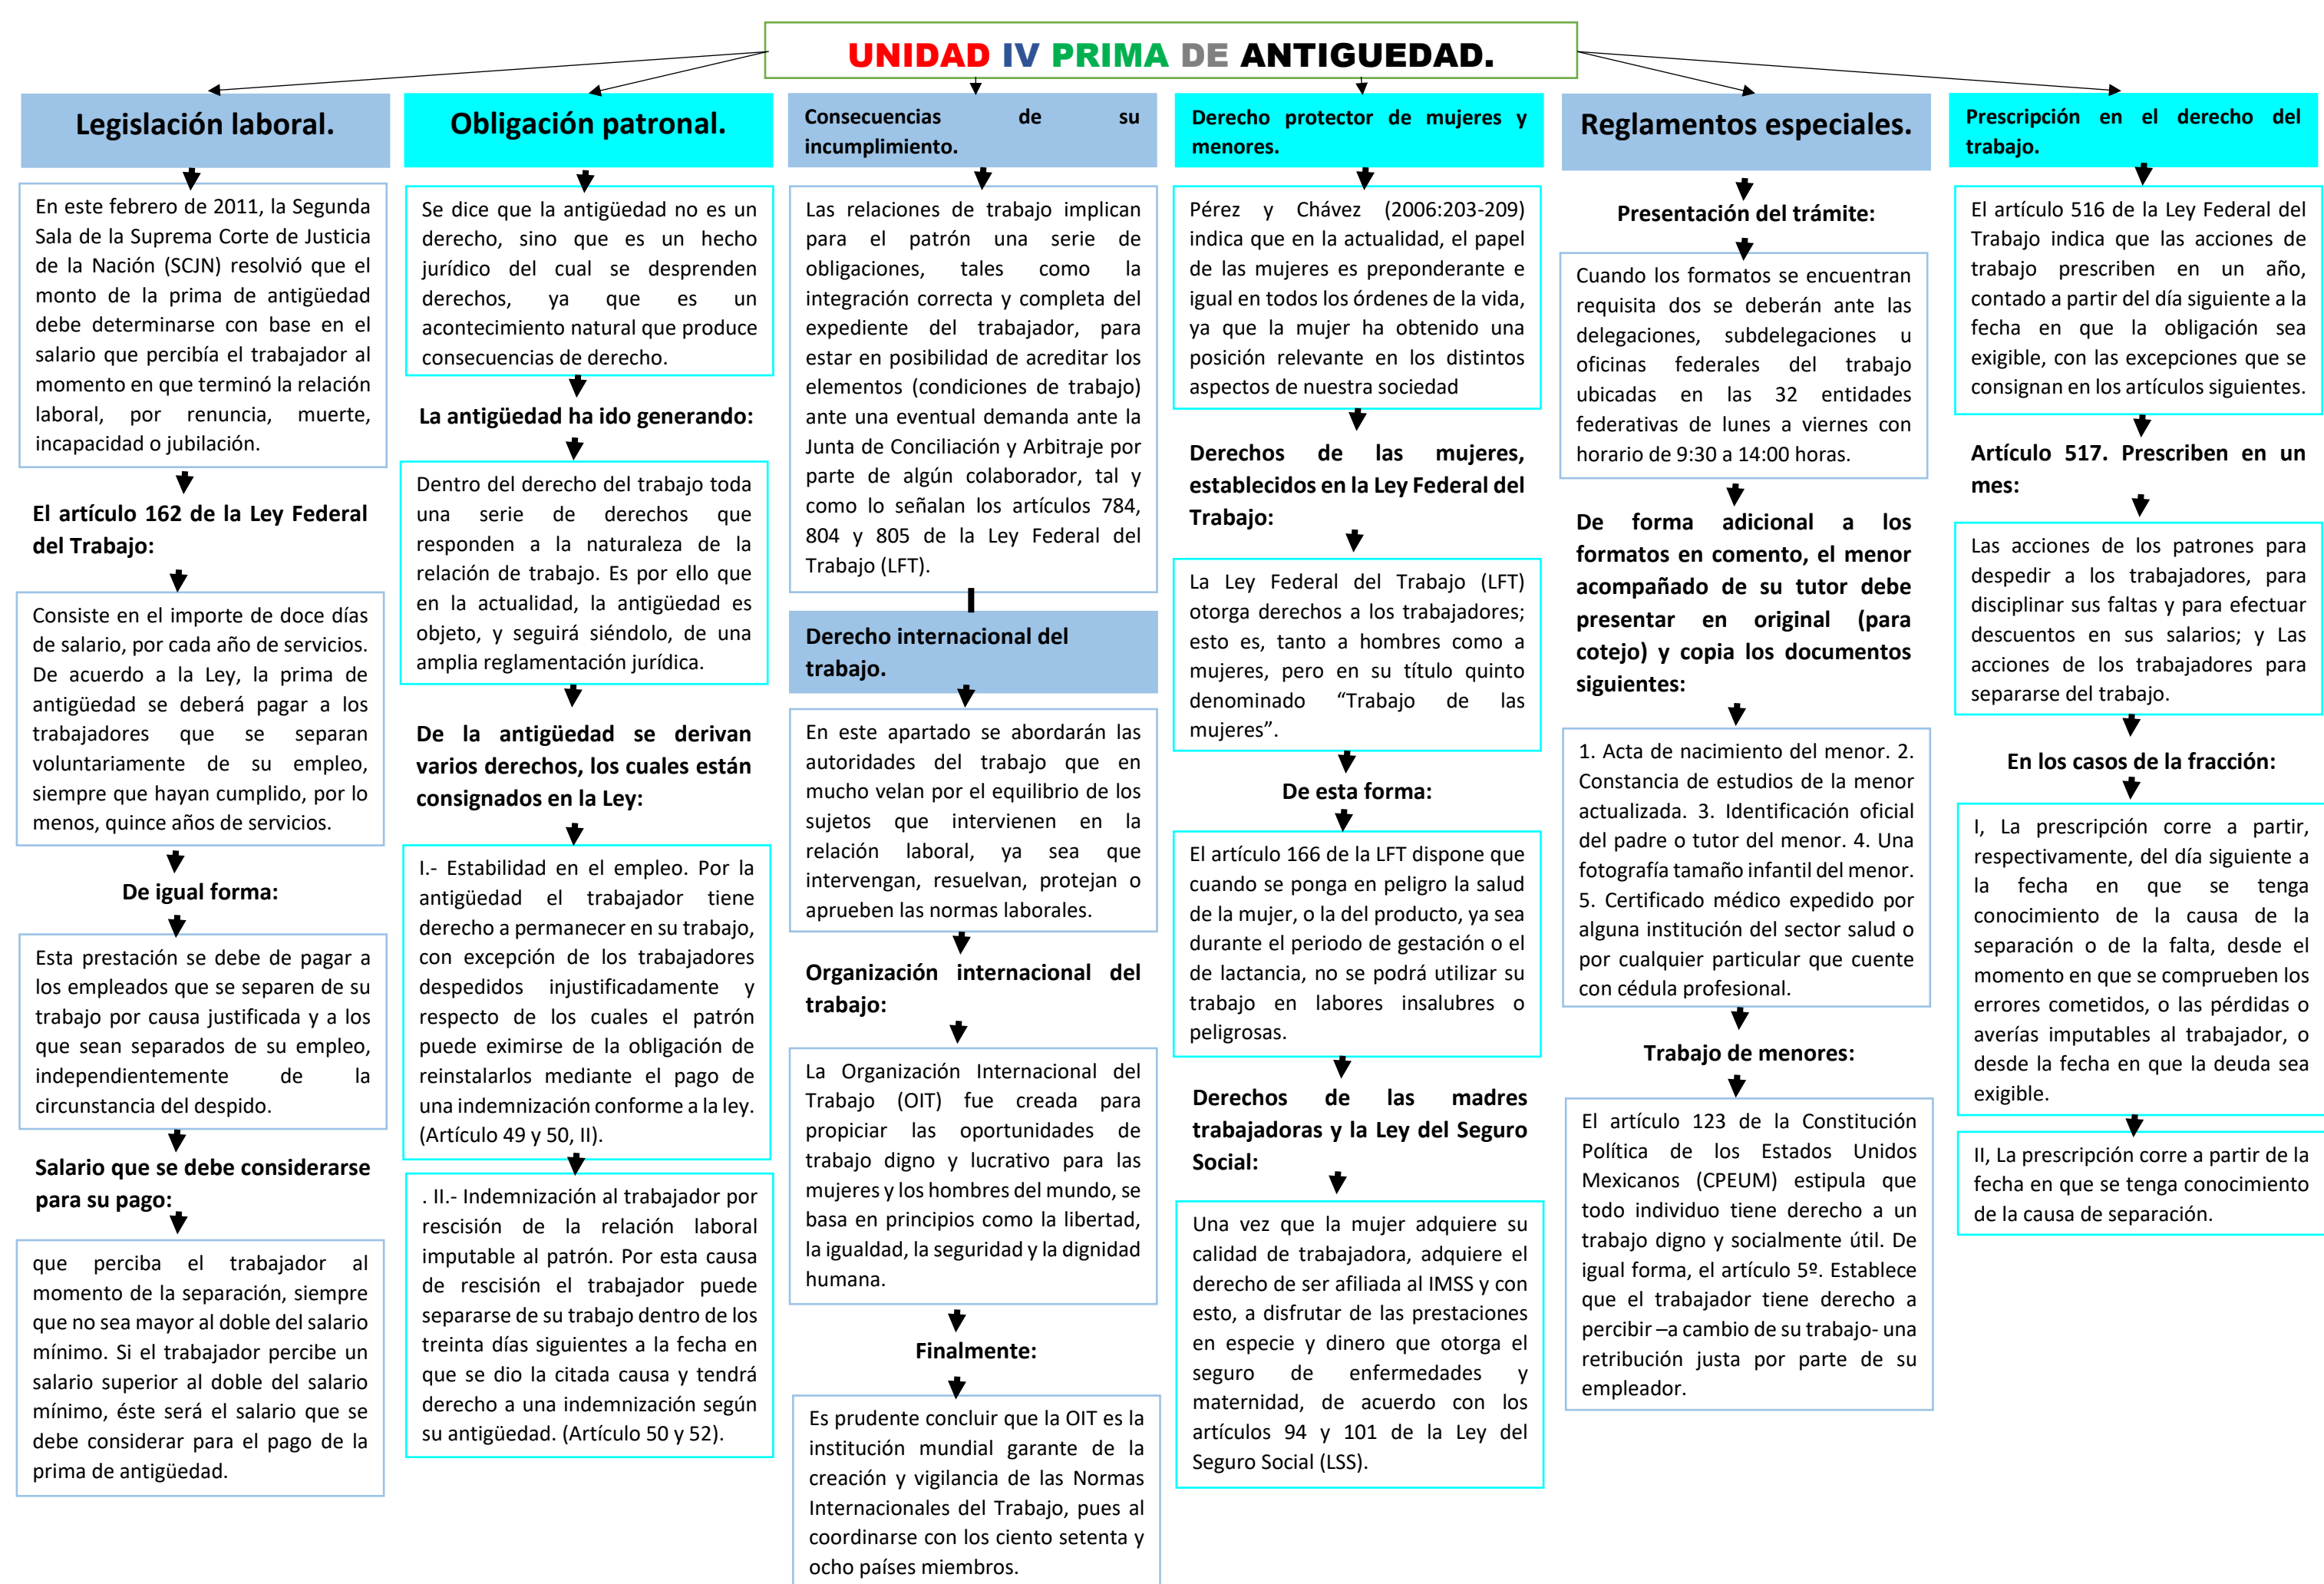 UNIDAD IV PRIMA DE ANTIGUEDAD.
Legislación laboral.
En este febrero de 2011, la Segunda
Sala de la Suprema Corte de Justicia
de la Nación (SCJN) resolvió que el
monto de la prima de antigüedad
debe determinarse con base en el
salario que percibía el trabajador al
momento en que terminó la relación
laboral, por renuncia, muerte,
incapacidad o jubilación.
El artículo 162 de la Ley Federal
del Trabajo:
Consiste en el importe de doce días
de salario, por cada año de servicios.
De acuerdo a la Ley, la prima de
antigüedad se deberá pagar a los
trabajadores que se separan
voluntariamente de su empleo,
siempre que hayan cumplido, por lo
menos, quince años de servicios.
De igual forma:
Esta prestación se debe de pagar a
los empleados que se separen de su
trabajo por causa justificada y a los
que sean separados de su empleo,
independientemente de la
circunstancia del despido.
Salario que se debe considerarse
para su pago:
que perciba el trabajador al
momento de la separación, siempre
que no sea mayor al doble del salario
mínimo. Si el trabajador percibe un
salario superior al doble del salario
mínimo, éste será el salario que se
debe considerar para el pago de la
prima de antigüedad.
Obligación patronal.
Se dice que la antigüedad no es un
derecho, sino que es un hecho
jurídico del cual se desprenden
derechos, ya que es un
acontecimiento natural que produce
consecuencias de derecho.
La antigüedad ha ido generando:
Dentro del derecho del trabajo toda
una serie de derechos que
responden a la naturaleza de la
relación de trabajo. Es por ello que
en la actualidad, la antigüedad es
objeto, y seguirá siéndolo, de una
amplia reglamentación jurídica.
De la antigüedad se derivan
varios derechos, los cuales están
consignados en la Ley:
I.- Estabilidad en el empleo. Por la
antigüedad el trabajador tiene
derecho a permanecer en su trabajo,
con excepción de los trabajadores
despedidos injustificadamente y
respecto de los cuales el patrón
puede eximirse de la obligación de
reinstalarlos mediante el pago de
una indemnización conforme a la ley.
(Artículo 49 y 50, II).
. II.- Indemnización al trabajador por
rescisión de la relación laboral
imputable al patrón. Por esta causa
de rescisión el trabajador puede
separarse de su trabajo dentro de los
treinta días siguientes a la fecha en
que se dio la citada causa y tendrá
derecho a una indemnización según
su antigüedad. (Artículo 50 y 52).
Consecuencias de su
incumplimiento.
Las relaciones de trabajo implican
para el patrón una serie de
obligaciones, tales como la
integración correcta y completa del
expediente del trabajador, para
estar en posibilidad de acreditar los
elementos (condiciones de trabajo)
ante una eventual demanda ante la
Junta de Conciliación y Arbitraje por
parte de algún colaborador, tal y
como lo señalan los artículos 784,
804 y 805 de la Ley Federal del
Trabajo (LFT).
Derecho internacional del
trabajo.
En este apartado se abordarán las
autoridades del trabajo que en
mucho velan por el equilibrio de los
sujetos que intervienen en la
relación laboral, ya sea que
intervengan, resuelvan, protejan o
aprueben las normas laborales.
Organización internacional del
trabajo:
La Organización Internacional del
Trabajo (OIT) fue creada para
propiciar las oportunidades de
trabajo digno y lucrativo para las
mujeres y los hombres del mundo, se
basa en principios como la libertad,
la igualdad, la seguridad y la dignidad
humana.
Finalmente:
Es prudente concluir que la OIT es la
institución mundial garante de la
creación y vigilancia de las Normas
Internacionales del Trabajo, pues al
coordinarse con los ciento setenta y
ocho países miembros.
Derecho protector de mujeres y
menores.
Pérez y Chávez (2006:203-209)
indica que en la actualidad, el papel
de las mujeres es preponderante e
igual en todos los órdenes de la vida,
ya que la mujer ha obtenido una
posición relevante en los distintos
aspectos de nuestra sociedad
Derechos de las mujeres,
establecidos en la Ley Federal del
Trabajo:
La Ley Federal del Trabajo (LFT)
otorga derechos a los trabajadores;
esto es, tanto a hombres como a
mujeres, pero en su título quinto
denominado “Trabajo de las
mujeres”.
De esta forma:
El artículo 166 de la LFT dispone que
cuando se ponga en peligro la salud
de la mujer, o la del producto, ya sea
durante el periodo de gestación o el
de lactancia, no se podrá utilizar su
trabajo en labores insalubres o
peligrosas.
Derechos de las madres
trabajadoras y la Ley del Seguro
Social:
Una vez que la mujer adquiere su
calidad de trabajadora, adquiere el
derecho de ser afiliada al IMSS y con
esto, a disfrutar de las prestaciones
en especie y dinero que otorga el
seguro de enfermedades y
maternidad, de acuerdo con los
artículos 94 y 101 de la Ley del
Seguro Social (LSS).
Reglamentos especiales.
Presentación del trámite:
Cuando los formatos se encuentran
requisita dos se deberán ante las
delegaciones, subdelegaciones u
oficinas federales del trabajo
ubicadas en las 32 entidades
federativas de lunes a viernes con
horario de 9:30 a 14:00 horas.
De forma adicional a los
formatos en comento, el menor
acompañado de su tutor debe
presentar en original (para
cotejo) y copia los documentos
siguientes:
1. Acta de nacimiento del menor. 2.
Constancia de estudios de la menor
actualizada. 3. Identificación oficial
del padre o tutor del menor. 4. Una
fotografía tamaño infantil del menor.
5. Certificado médico expedido por
alguna institución del sector salud o
por cualquier particular que cuente
con cédula profesional.
Trabajo de menores:
El artículo 123 de la Constitución
Política de los Estados Unidos
Mexicanos (CPEUM) estipula que
todo individuo tiene derecho a un
trabajo digno y socialmente útil. De
igual forma, el artículo 5º. Establece
que el trabajador tiene derecho a
percibir –a cambio de su trabajo- una
retribución justa por parte de su
empleador.
Prescripción en el derecho del
trabajo.
El artículo 516 de la Ley Federal del
Trabajo indica que las acciones de
trabajo prescriben en un año,
contado a partir del día siguiente a la
fecha en que la obligación sea
exigible, con las excepciones que se
consignan en los artículos siguientes.
Artículo 517. Prescriben en un
mes:
Las acciones de los patrones para
despedir a los trabajadores, para
disciplinar sus faltas y para efectuar
descuentos en sus salarios; y Las
acciones de los trabajadores para
separarse del trabajo.
En los casos de la fracción:
I, La prescripción corre a partir,
respectivamente, del día siguiente a
la fecha en que se tenga
conocimiento de la causa de la
separación o de la falta, desde el
momento en que se comprueben los
errores cometidos, o las pérdidas o
averías imputables al trabajador, o
desde la fecha en que la deuda sea
exigible.
II, La prescripción corre a partir de la
fecha en que se tenga conocimiento
de la causa de separación.